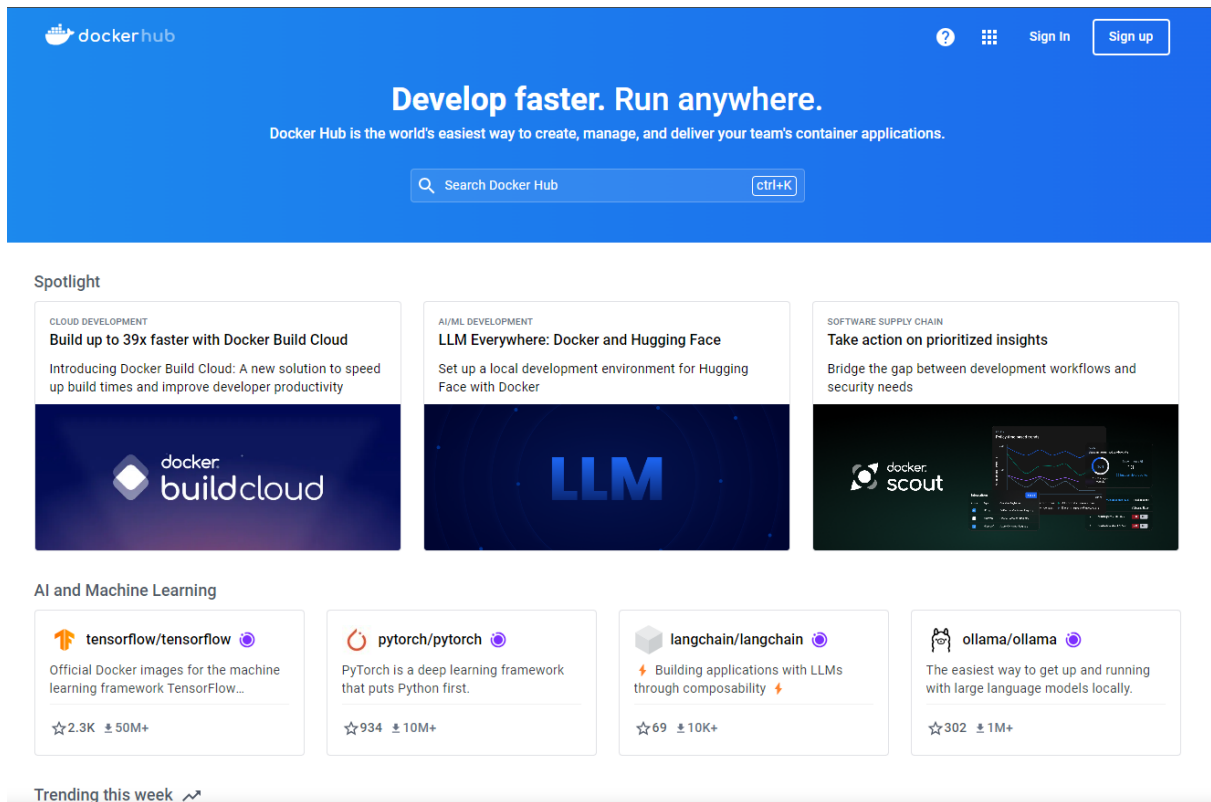 dockerhub
Sign In
Sign up
Develop faster. Run anywhere.
Docker Hub is the world's easiest way to create, manage, and deliver your team's container applications.
Search Docker Hub
ctrl+K
Spotlight
CLOUD DEVELOPMENT
Build up to 39x faster with Docker Build Cloud
Introducing Docker Build Cloud: A new solution to speed
up build times and improve developer productivity
docker
buildcloud
AI/ML DEVELOPMENT
LLM Everywhere: Docker and Hugging Face
Set up a local development environment for Hugging
Face with Docker
LLM
SOFTWARE SUPPLY CHAIN
Take action on prioritized insights
Bridge the gap between development workflows and
security needs
docker
scout
AI and Machine Learning
tensorflow/tensorflow
Official Docker images for the machine
learning framework TensorFlow…
2.3K 50M+
pytorch/pytorch
PyTorch is a deep learning framework
that puts Python first.
934 10M+
langchain/langchain
⚡ Building applications with LLMs
through composability ⚡
69 10K+
ollama/ollama
The easiest way to get up and running
with large language models locally.
302 1M+
Trending this week